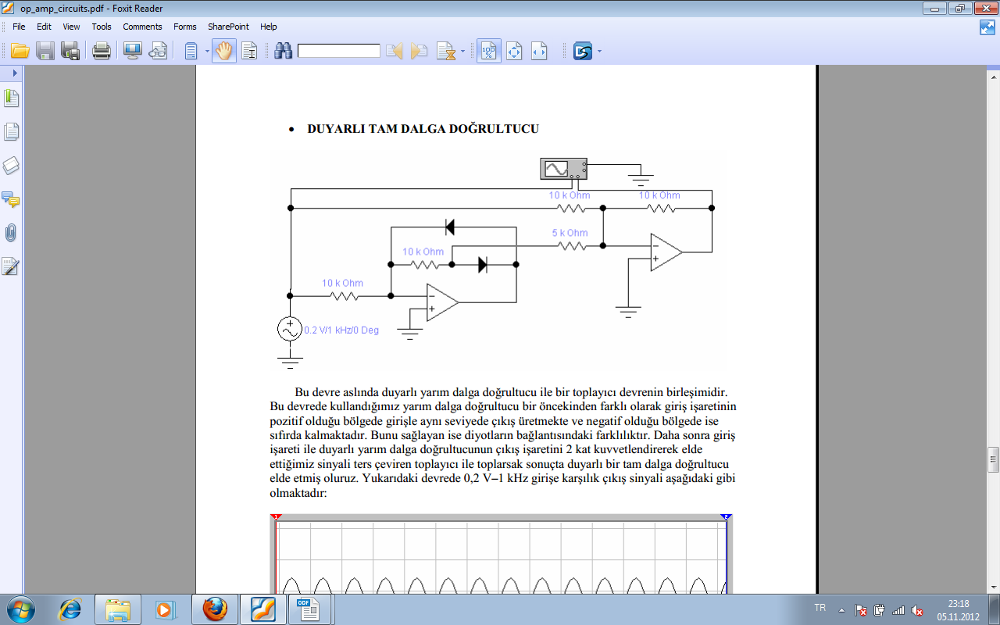 op_amp_circuits.pdf - Foxit Reader
File Edit View Tools Comments Forms SharePoint Help
100 %
• DUYARLI TAM DALGA DOĞRULTUCU
10 k Ohm 10 k Ohm
5 k Ohm
10 k Ohm
10 k Ohm
0.2 V/1 kHz/0 Deg
Bu devre aslında duyarlı yarım dalga doğrultucu ile bir toplayıcı devrenin birleşimidir.
Bu devrede kullandığımız yarım dalga doğrultucu bir öncekinden farklı olarak giriş işaretinin
pozitif olduğu bölgede girişle aynı seviyede çıkış üretmekte ve negatif olduğu bölgede ise
sıfırda kalmaktadır. Bunu sağlayan ise diyotların bağlantısındaki farklılıktır. Daha sonra giriş
işareti ile duyarlı yarım dalga doğrultucunun çıkış işaretini 2 kat kuvvetlendirerek elde
ettiğimiz sinyali ters çeviren toplayıcı ile toplarsak sonuçta duyarlı bir tam dalga doğrultucu
elde etmiş oluruz. Yukarıdaki devrede 0,2 V–1 kHz girişe karşılık çıkış sinyali aşağıdaki gibi
olmaktadır:
1 2
ODF
TR
23:18
05.11.2012